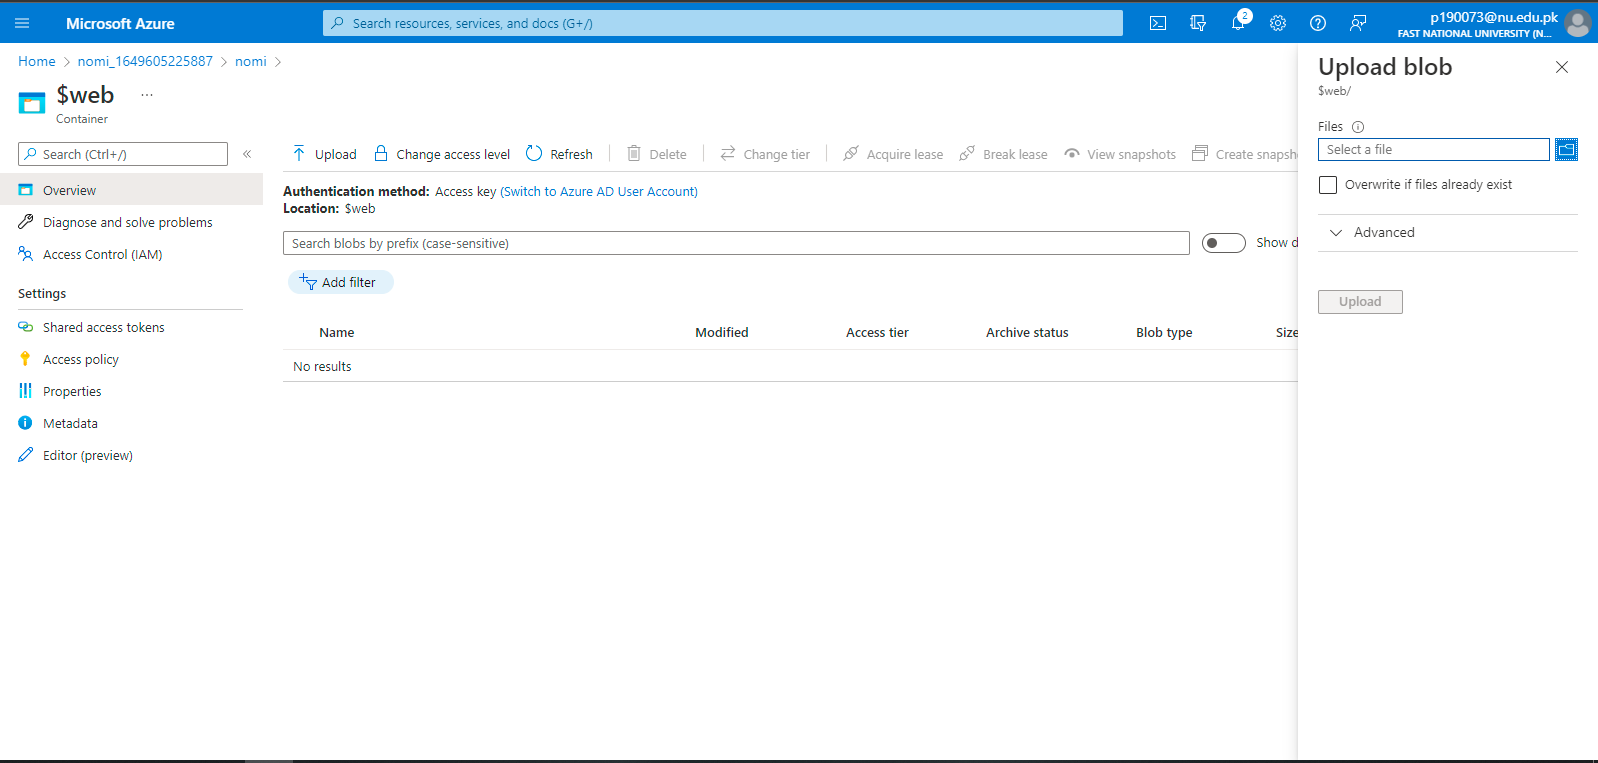 Microsoft Azure
Search resources, services, and docs (G+/)
2
p190073@nu.edu.pk
FAST NATIONAL UNIVERSITY (N...
Home > nomi_1649605225887 > nomi >
$web
...
Container
Search (Ctrl+/)
«
Overview
Diagnose and solve problems
Access Control (IAM)
Settings
Shared access tokens
Access policy
Properties
Metadata
Editor (preview)
Upload
Change access level
Refresh
Delete
Change tier
Acquire lease
Break lease
View snapshots
Create snapsh
Authentication method: Access key (Switch to Azure AD User Account)
Location: $web
Search blobs by prefix (case-sensitive)
Show d
Add filter
Name Modified Access tier Archive status Blob type Size
No results
Upload blob
$web/
Files
Select a file
Overwrite if files already exist
Advanced
Upload